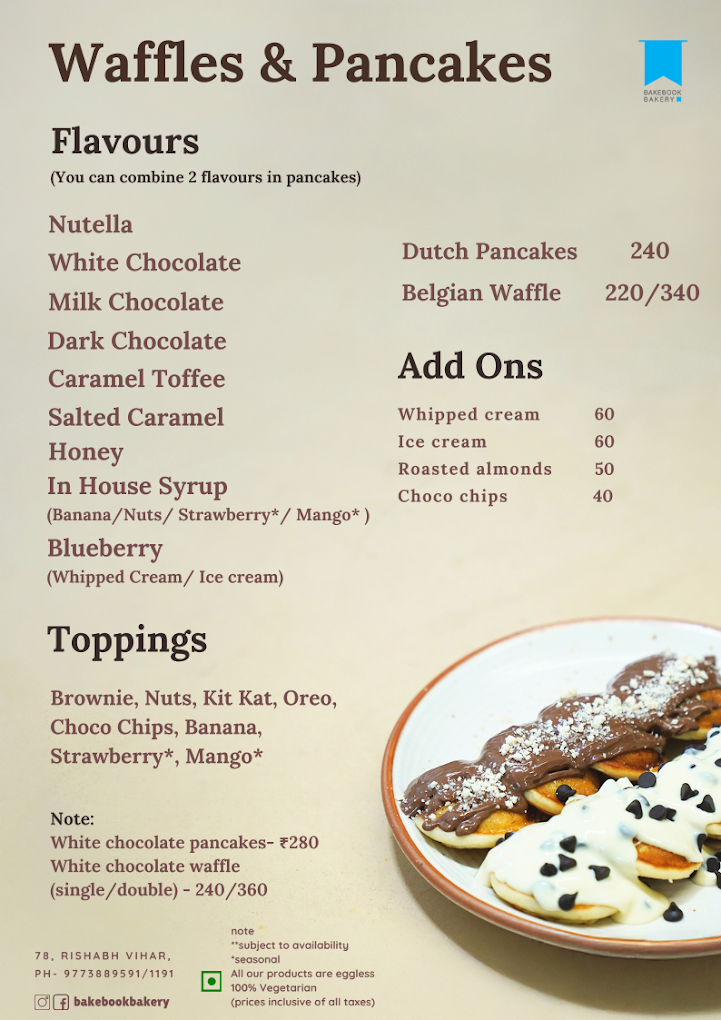 Waffles & Pancakes
BAKEBOOK
BAKERY
Flavours
(You can combine 2 flavours in pancakes)
Nutella
White Chocolate
Milk Chocolate
Dark Chocolate
Caramel Toffee
Salted Caramel
Honey
In House Syrup
(Banana/Nuts/ Strawberry*/ Mango* )
Blueberry
(Whipped Cream/ Ice cream)
Dutch Pancakes 240
Belgian Waffle 220/340
Add Ons
Whipped cream 60
Ice cream 60
Roasted almonds 50
Choco chips 40
Toppings
Brownie, Nuts, Kit Kat, Oreo,
Choco Chips, Banana,
Strawberry*, Mango*
Note:
White chocolate pancakes- ₹280
White chocolate waffle
(single/double) - 240/360
78, RISHABH VIHAR,
PH- 9773889591/1191
bakebookbakery
note
**subject to availability
*seasonal
All our products are eggless
100% Vegetarian
(prices inclusive of all taxes)